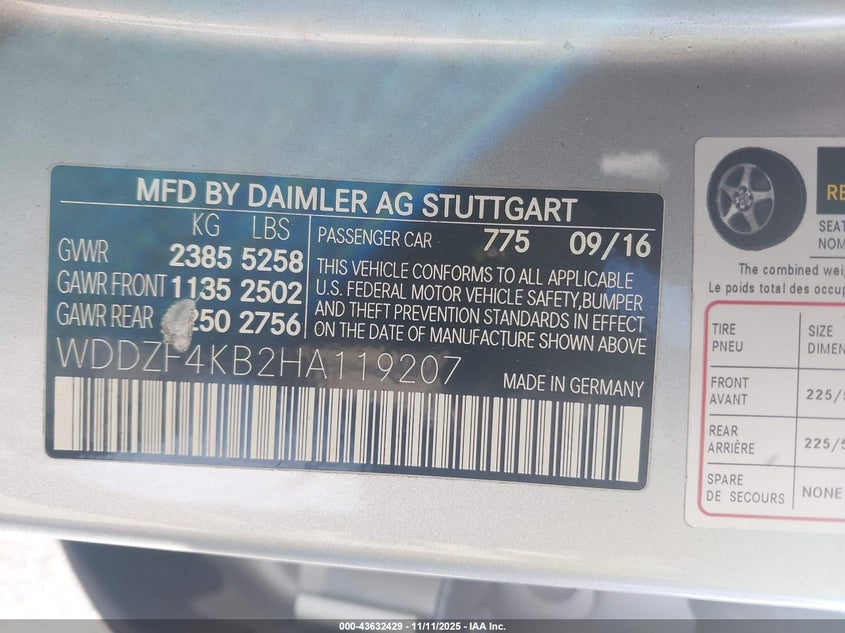 MFD BY DAIMLER AG STUTTGART
KG LBS
GVWR 2385 5258
GAWR FRONT 1135 2502
GAWR REAR 250 2756
PASSENGER CAR 775 09/16
THIS VEHICLE CONFORMS TO ALL APPLICABLE
U.S. FEDERAL MOTOR VEHICLE SAFETY,BUMPER
AND THEFT PREVENTION STANDARDS IN EFFECT
ON THE DATE OF MANUFACTURE SHOWN ABOVE
WDDZF4KB2HA119207
MADE IN GERMANY
SEAT
The combined
Le poids total des
TIRE
PNEU
SIZE
FRONT
AVANT
225/
REAR
ARRIÈRE
225/
SPARE
DE SECOURS
NONE
000-43632429 - 11/11/2025 - IAA Inc.